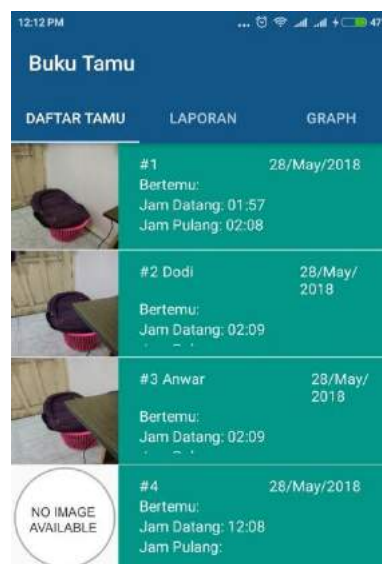 12:12 PM ... 47
Buku Tamu
DAFTAR TAMU LAPORAN GRAPH
#1 28/May/2018
Bertemu:
Jam Datang: 01:57
Jam Pulang: 02:08
#2 Dodi 28/May/
2018
Bertemu:
Jam Datang: 02:09
#3 Anwar 28/May/
2018
Bertemu:
Jam Datang: 02:09
NO IMAGE
AVAILABLE
#4 28/May/2018
Bertemu:
Jam Datang: 12:08
Jam Pulang: